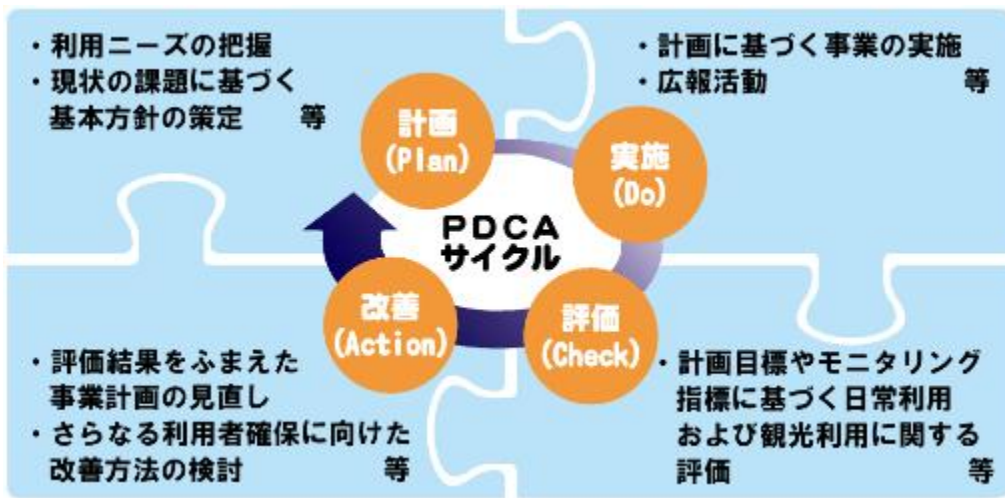 ・利用ニーズの把握
・現状の課題に基づく
基本方針の策定 等
・計画に基づく事業の実施
・広報活動 等
計画
(Plan)
実施
(Do)
PDCA
サイクル
改善
(Action)
評価
(Check)
・評価結果をふまえた
事業計画の見直し
・さらなる利用者確保に向けた
改善方法の検討 等
・計画目標やモニタリング
指標に基づく日常利用
および観光利用に関する
評価 等